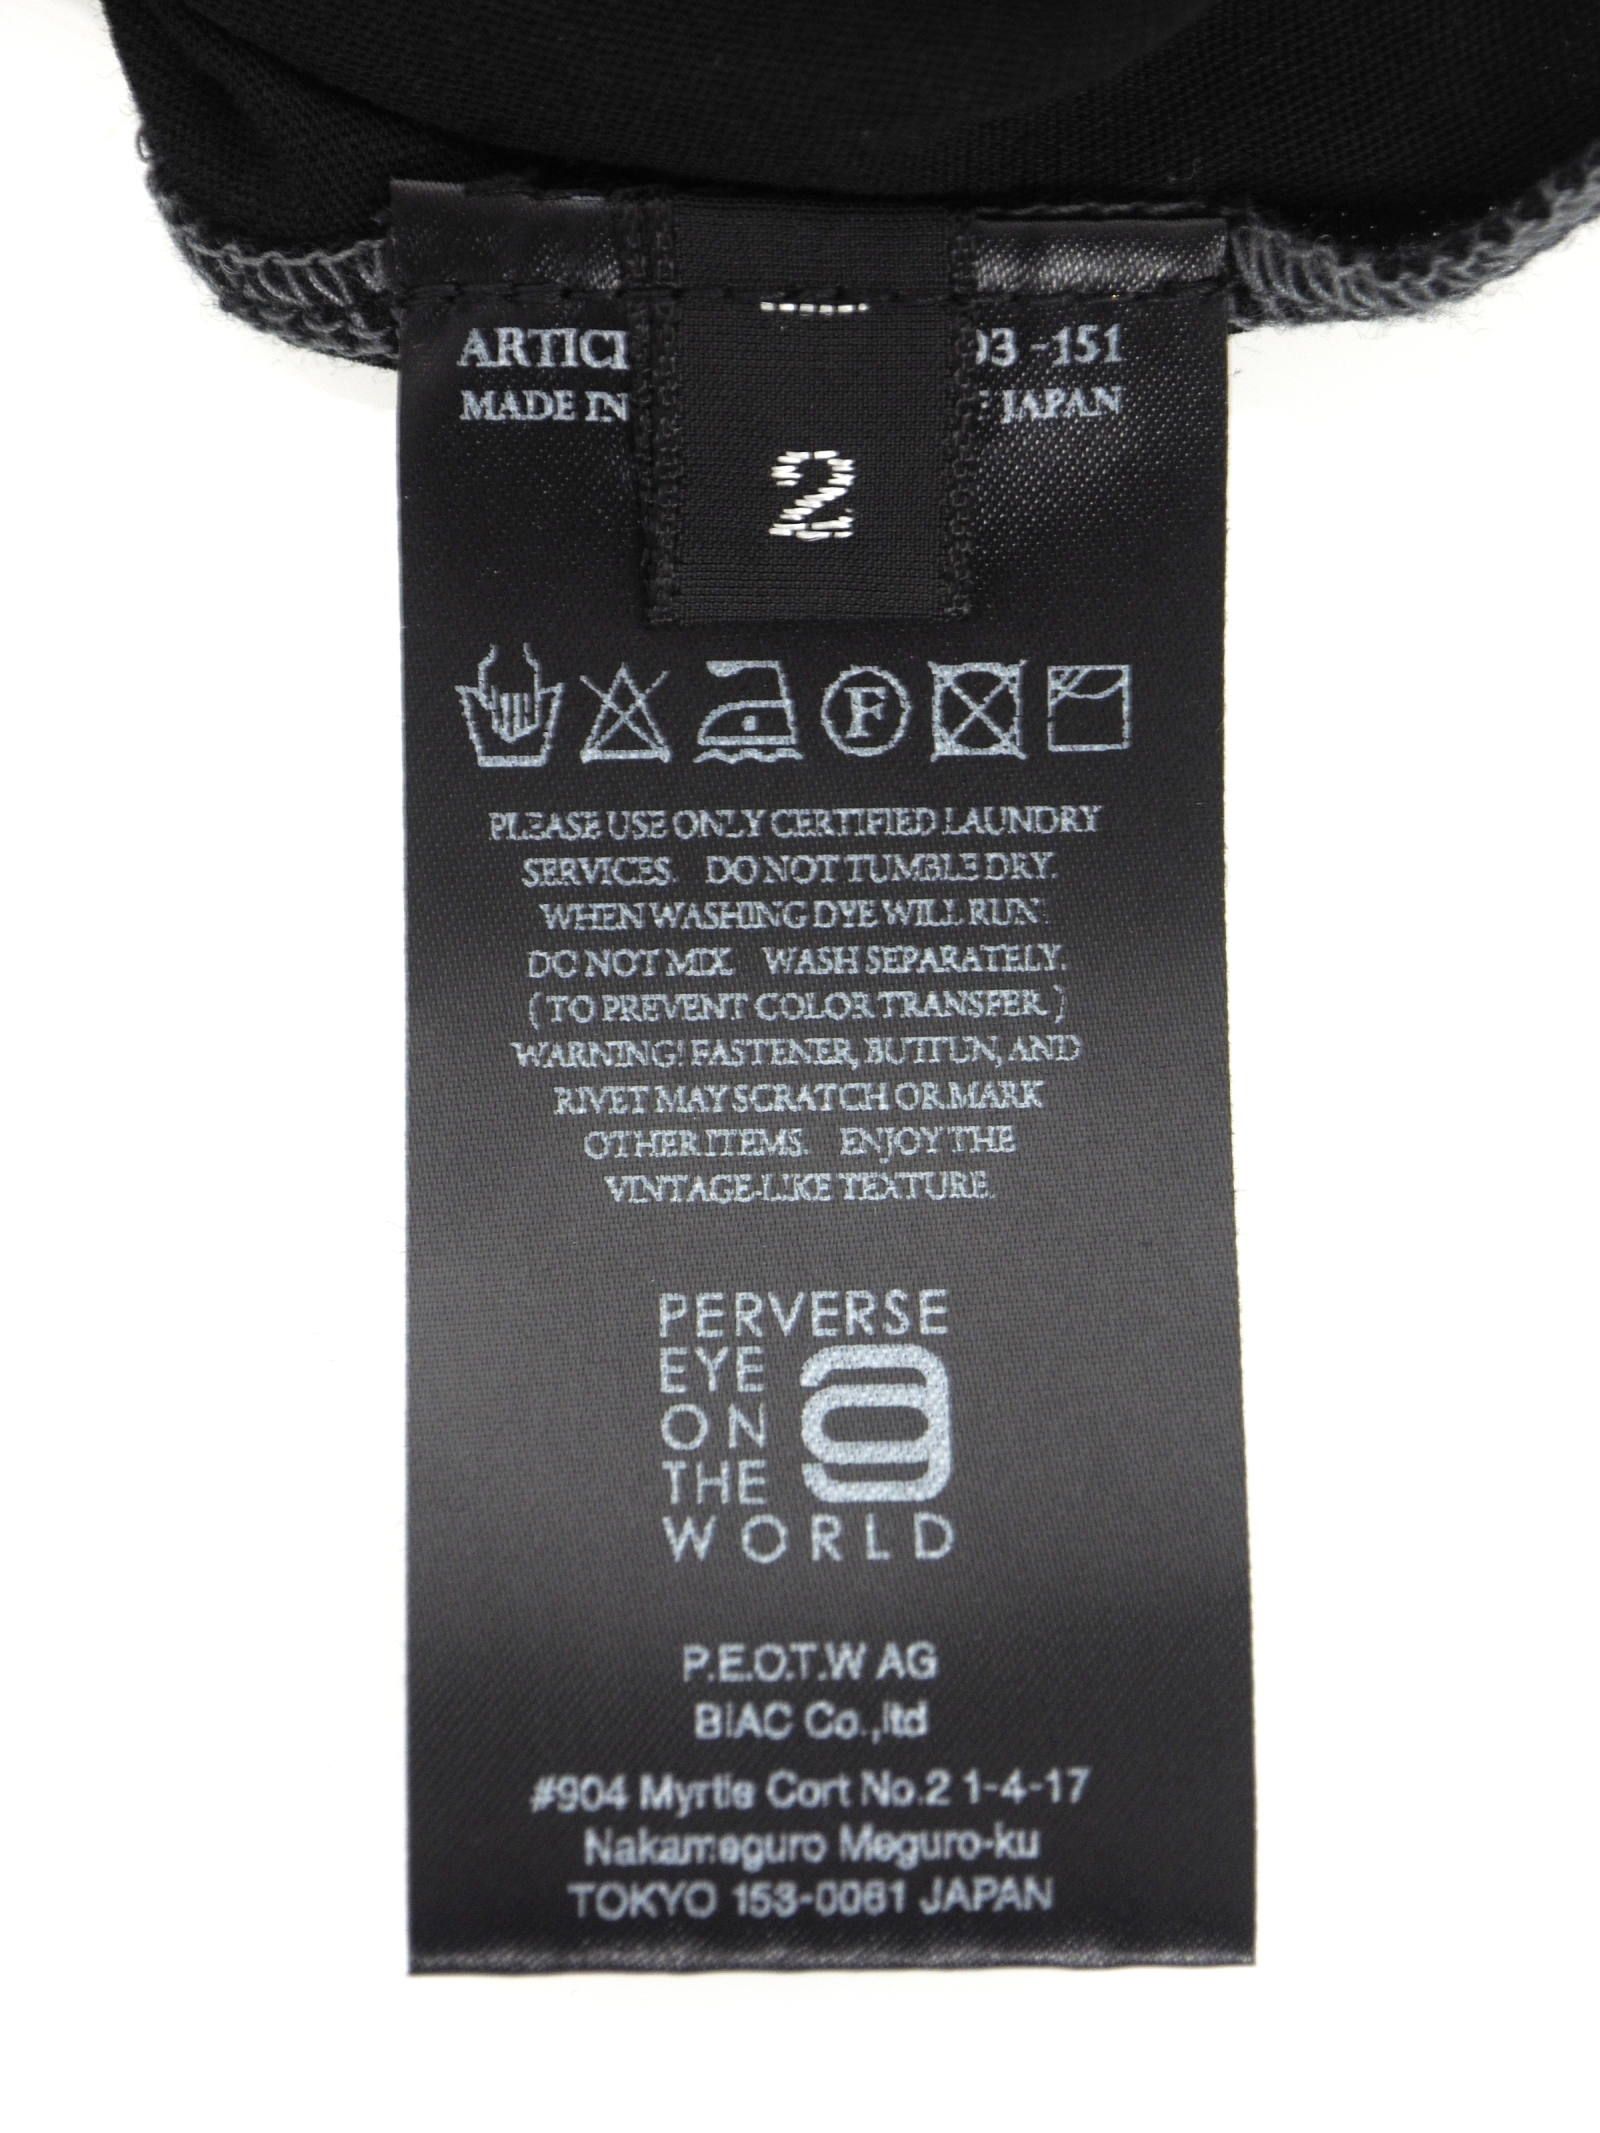 03-151
MADE IN JAPAN
2
F
PLEASE USE ONLY CERTIFIED LAUNDRY
SERVICES. DO NOT TUMBLE DRY.
WHEN WASHING DYE WILL RUN.
DO NOT MIX. WASH SEPARATELY.
(TO PREVENT COLOR TRANSFER.)
WARNING! FASTENER, BUTTUN, AND
RIVET MAY SCRATCH OR MARK
OTHER ITEMS. ENJOY THE
VINTAGE-LIKE TEXTURE.
PERVERSE
EYE
ON
THE
WORLD
P.E.O.T.W AG
BIAC Co.,ltd
#904 Myrtle Cort No.2 1-4-17
Nakameguro Meguro-ku
TOKYO 153-0061 JAPAN